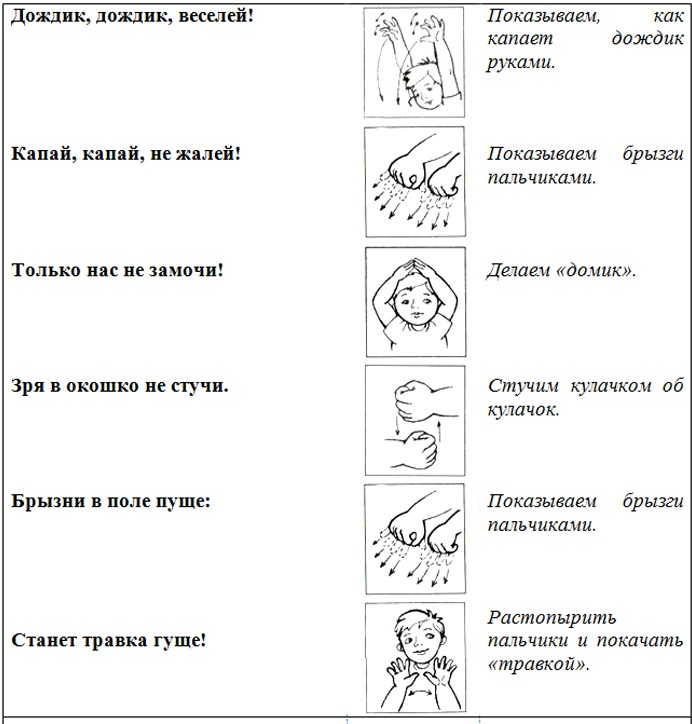 Дождик, дождик, веселей!
Показываем, как
капает дождик
руками.
Капай, капай, не жалей!
Показываем брызги
пальчиками.
Только нас не замочи!
Делаем «домик».
Зря в окошко не стучи.
Стучим кулачком об
кулачок.
Брызни в поле пуще:
Показываем брызги
пальчиками.
Станет травка гуще!
Растопырить
пальчики и покачать
«травкой».